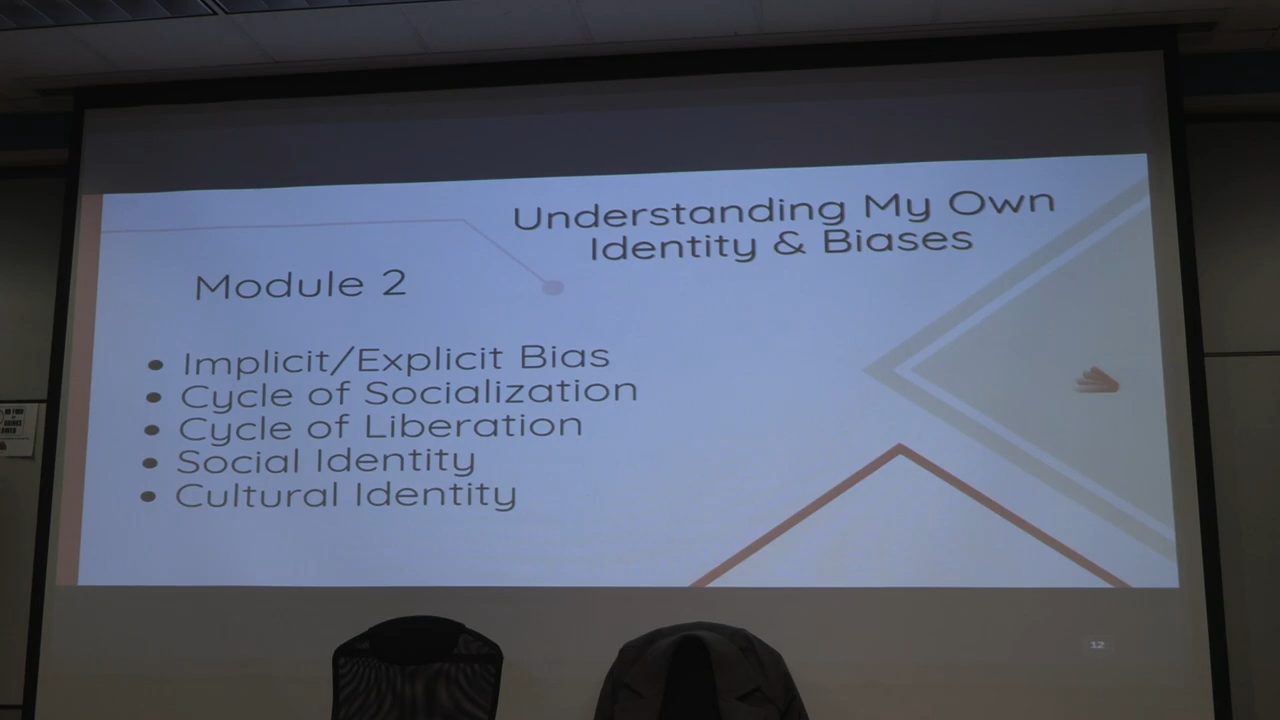 Understanding My Own
Identity & Biases
Module 2
• Implicit/Explicit Bias
• Cycle of Socialization
• Cycle of Liberation
• Social Identity
• Cultural Identity
12